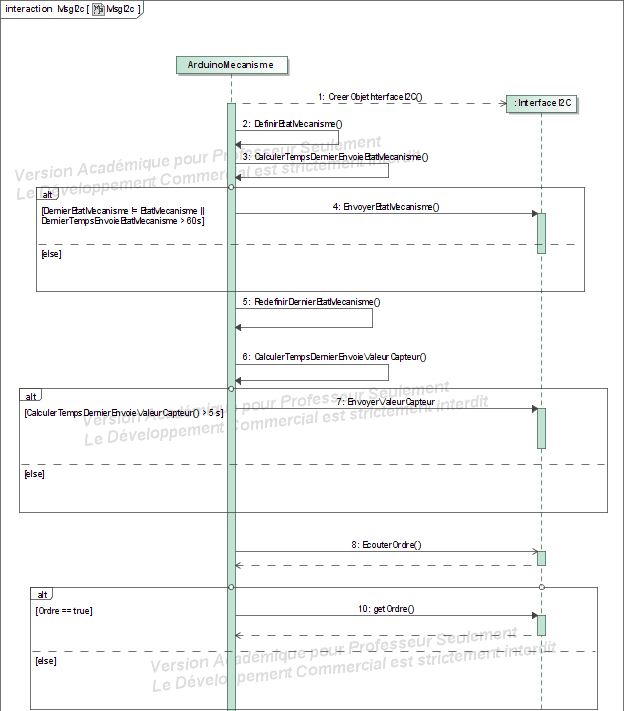 interaction MsgI2c [ MsgI2c ]
ArduinoMecanisme
1: CreerObjetInterfaceI2C()
: InterfaceI2C
2: DefinirEtatMecanisme()
3: CalculerTempsDernierEnvoieEtatMecanisme()
Version Académique pour Professeur Seulement
Le Développement Commercial est strictement interdit
alt
[DernierEtatMecanisme != EtatMecanisme ||
DernierTempsEnvoieEtatMecanisme > 60s]
4: EnvoyerEtatMecanisme()
[else]
5: RedefinirDernierEtatMecanisme()
6: CalculerTempsDernierEnvoieValeurCapteur()
alt
Version Académique pour Professeur Seulement
[CalculerTempsDernierEnvoieValeurCapteur() > 5 s]
7: EnvoyerValeurCapteur
Le Développement Commercial est strictement interdit
[else]
8: EcouterOrdre()
alt
[Ordre == true]
10: getOrdre()
Version Académique pour Professeur Seulement
[else]
Le Développement Commercial est strictement interdit